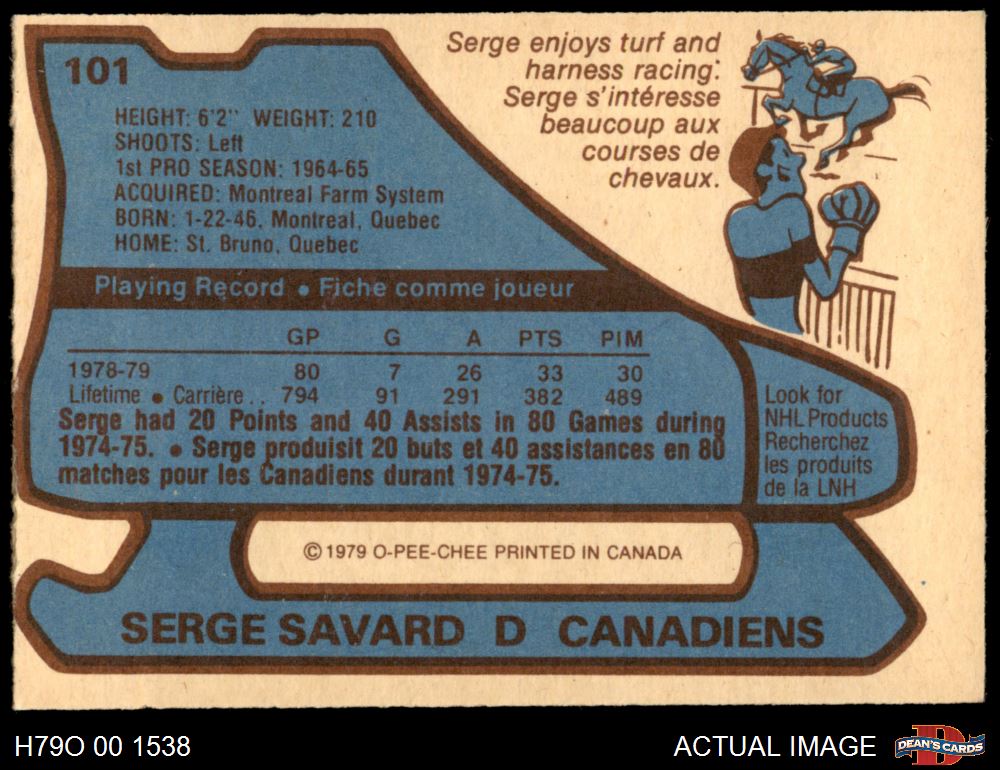 101
HEIGHT: 6'2" WEIGHT: 210
SHOOTS: Left
1st PRO SEASON: 1964-65
ACQUIRED: Montreal Farm System
BORN: 1-22-46, Montreal, Quebec
HOME: St. Bruno, Quebec
Serge enjoys turf and
harness racing.
Serge s'intéresse
beaucoup aux
courses de
chevaux.
Playing Record • Fiche comme joueur
GP G A PTS PIM
1978-79 80 7 26 33 30
Lifetime • Carrière . . 794 91 291 382 489
Serge had 20 Points and 40 Assists in 80 Games during
1974-75. • Serge produisit 20 buts et 40 assistances en 80
matches pour les Canadiens durant 1974-75.
Look for
NHL Products
Recherchez
les produits
de la LNH
© 1979 O-PEE-CHEE PRINTED IN CANADA
SERGE SAVARD D CANADIENS
H79O 00 1538
ACTUAL IMAGE
D
DEAN'S CARDS